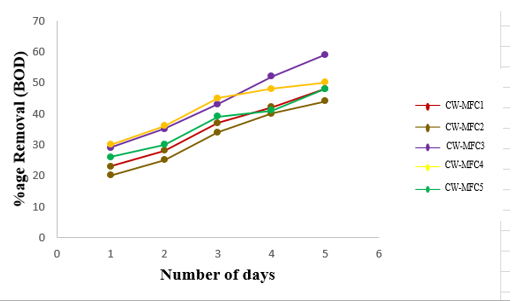 70
60
50
40
30
20
10
0
%age Removal (BOD)
0 1 2 3 4 5 6
Number of days
CW-MFC1
CW-MFC2
CW-MFC3
CW-MFC4
CW-MFC5